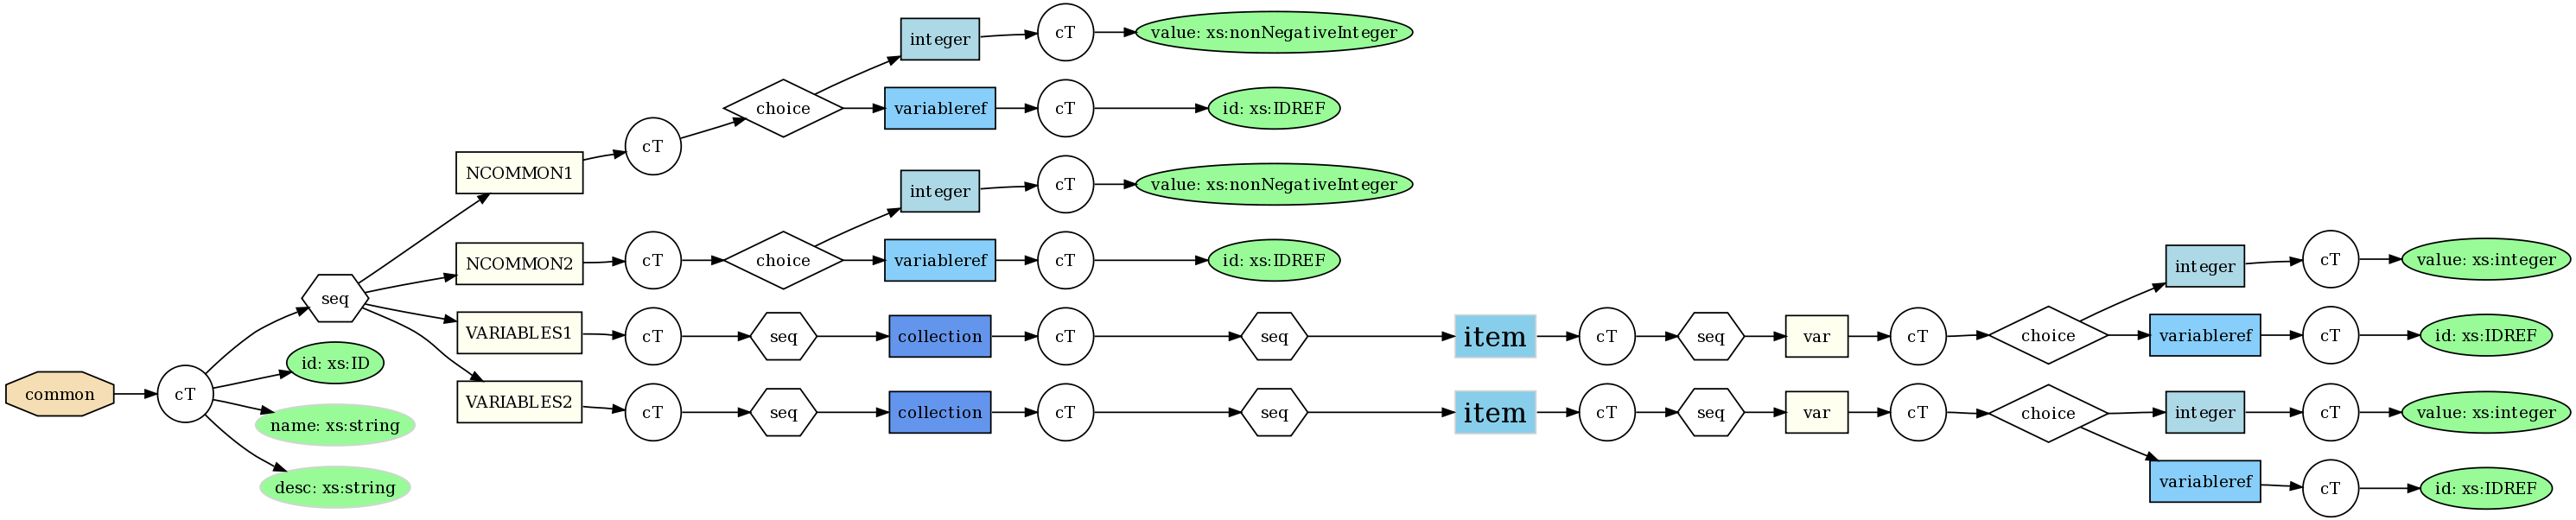 common
cT
seq
id: xs:ID
name: xs:string
desc: xs:string
NCOMMON1
cT
choice
integer
cT
value: xs:nonNegativeInteger
variableref
cT
id: xs:IDREF
NCOMMON2
cT
choice
integer
cT
value: xs:nonNegativeInteger
variableref
cT
id: xs:IDREF
VARIABLES1
cT
seq
collection
cT
seq
item
cT
seq
var
cT
choice
integer
cT
value: xs:integer
variableref
cT
id: xs:IDREF
VARIABLES2
cT
seq
collection
cT
seq
item
cT
seq
var
cT
choice
integer
cT
value: xs:integer
variableref
cT
id: xs:IDREF